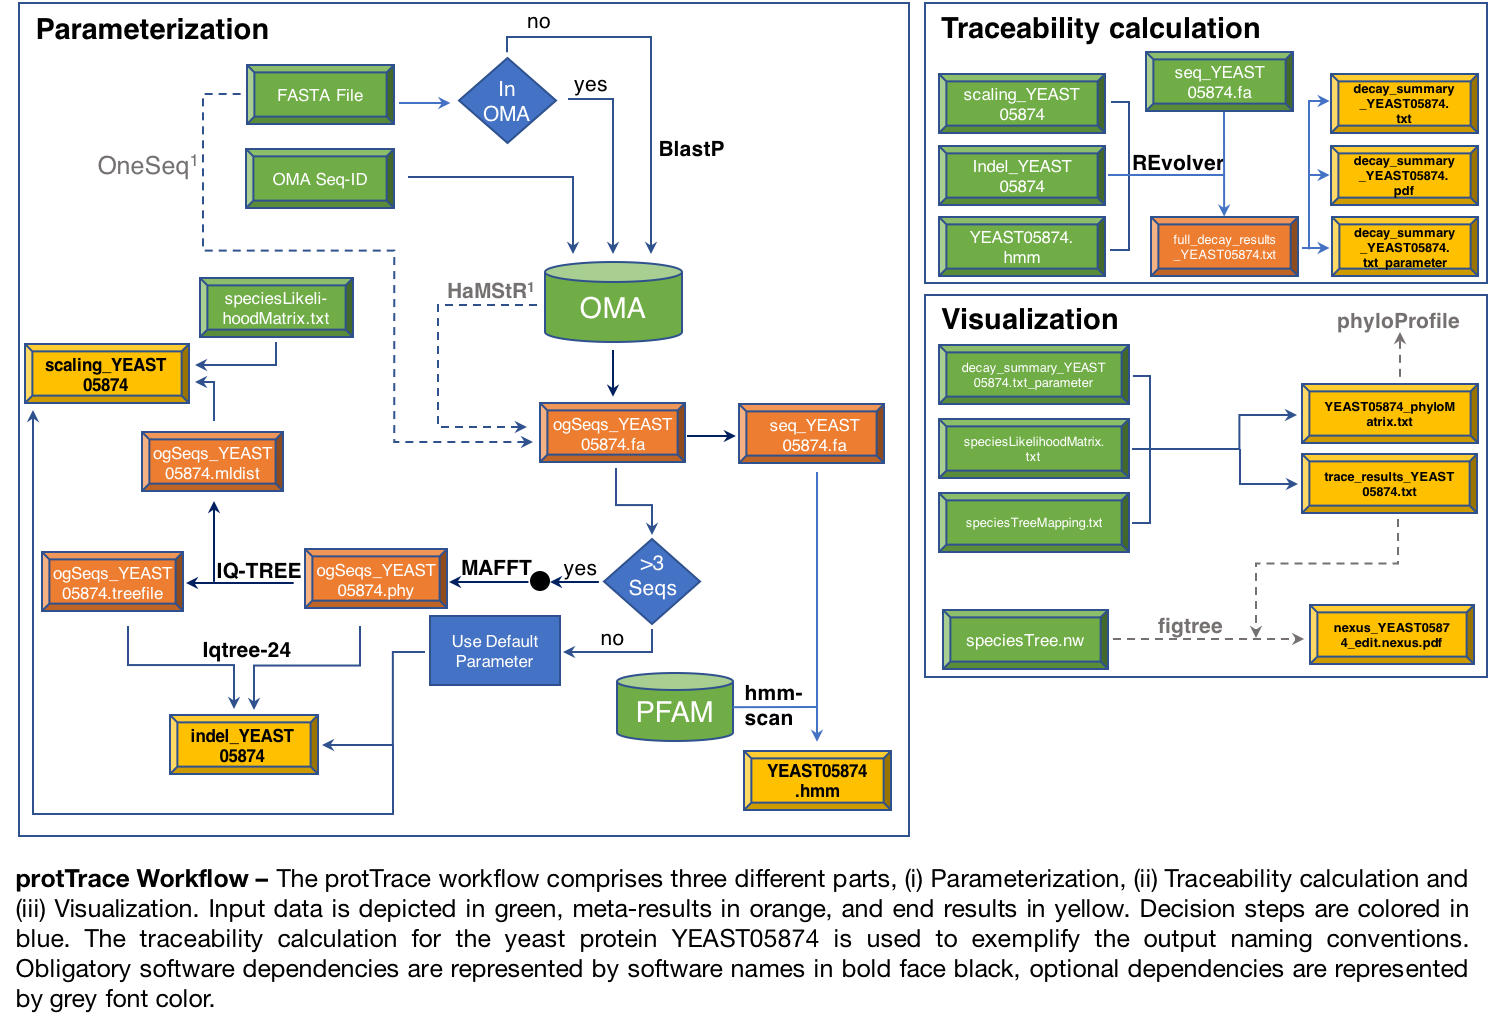 Parameterization
no
FASTA File
In
OMA
yes
OneSeq1
BlastP
OMA Seq-ID
speciesLikeli-
hoodMatrix.txt
HaMStR1
OMA
scaling_YEAST
05874
ogSeqs_YEAST
05874.fa
seq_YEAST
05874.fa
ogSeqs_YEAST
05874.mldist
ogSeqs_YEAST
05874.treefile
IQ-TREE
ogSeqs_YEAST
05874.phy
MAFFT
yes
>3
Seqs
no
Use Default
Parameter
Iqtree-24
indel_YEAST
05874
PFAM
hmm-
scan
YEAST05874
.hmm
Traceability calculation
scaling_YEAST
05874
seq_YEAST
05874.fa
decay_summary
_YEAST05874.
txt
Indel_YEAST
05874
REvolver
decay_summary
_YEAST05874.
pdf
YEAST05874.
hmm
full_decay_results
_YEAST05874.txt
decay_summary
_YEAST05874.
txt_parameter
Visualization
phyloProfile
decay_summary_YEAST
05874.txt_parameter
YEAST05874_phyloM
atrix.txt
speciesLikelihoodMatrix.
txt
trace_results_YEAST
05874.txt
speciesTreeMapping.txt
speciesTree.nw
figtree
nexus_YEAST0587
4_edit.nexus.pdf
protTrace Workflow – The protTrace workflow comprises three different parts, (i) Parameterization, (ii) Traceability calculation and
(iii) Visualization. Input data is depicted in green, meta-results in orange, and end results in yellow. Decision steps are colored in
blue. The traceability calculation for the yeast protein YEAST05874 is used to exemplify the output naming conventions.
Obligatory software dependencies are represented by software names in bold face black, optional dependencies are represented
by grey font color.